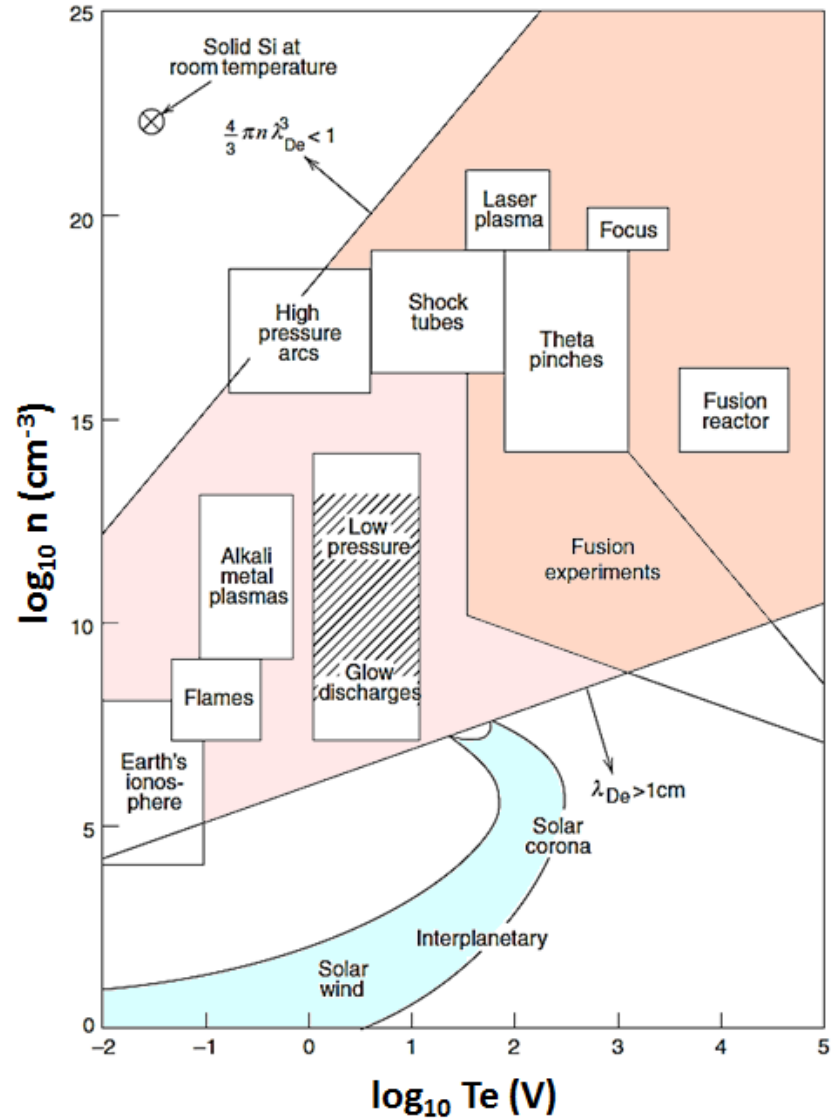 25
20
15
10
5
0
log₁₀ n (cm⁻³)
Solid Si at
room temperature
4/3 πnλ³De < 1
Laser
plasma
Focus
High
pressure
arcs
Shock
tubes
Theta
pinches
Fusion
reactor
Low
pressure
Alkali
metal
plasmas
Fusion
experiments
Glow
discharges
Flames
Earth's
ionos-
phere
λDe>1cm
Solar
corona
Interplanetary
Solar
wind
−2 −1 0 1 2 3 4 5
log₁₀ Te (V)